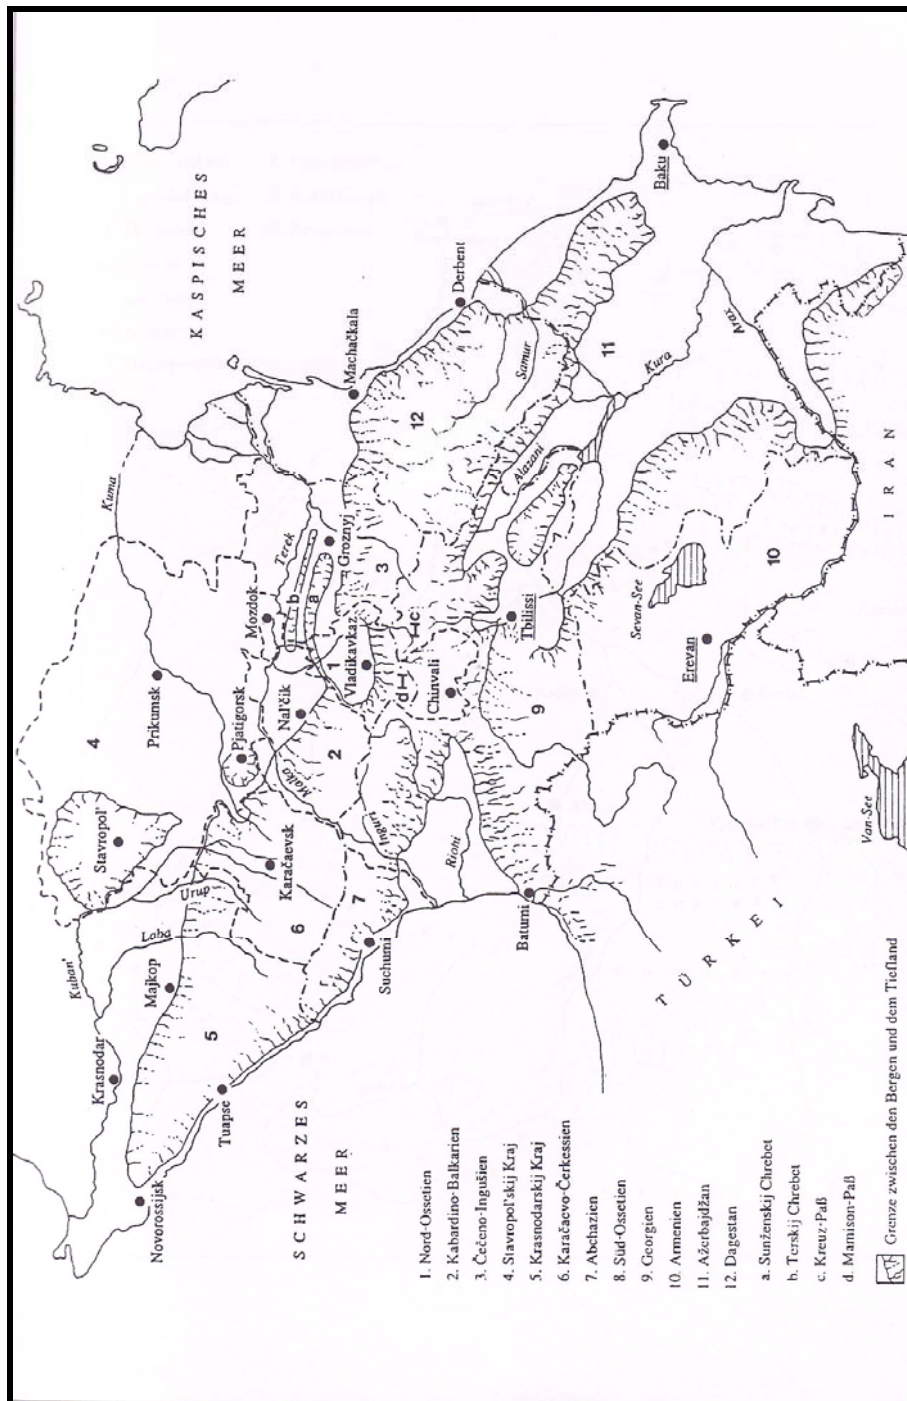 KASPISCHES
MEER
Kuma
4
Prikumsk
Stavropol'
Kuban'
Laba
Urup
Krasnodar
Majkop
Novorossijsk
Tuapse
5
6
Karačaevsk
Pjatigorsk
Mozdok
Terek
b
a
Groznyj
Nal'čik
Malka
1
2
3
Vladikavkaz
Machačkala
12
Derbent
Samur
Baku
11
Kura
Arax
Alazani
c
d
Chinvali
Tbilissi
7
Suchumi
Inguri
Rioni
Batumi
9
Sevan-See
Erevan
10
IRAN
Van-See
TÜRKEI
SCHWARZES
MEER
1. Nord-Ossetien
2. Kabardino-Balkarien
3. Čečeno-Ingušien
4. Stavropol'skij Kraj
5. Krasnodarskij Kraj
6. Karačaevo-Čerkessien
7. Abchazien
8. Süd-Ossetien
9. Georgien
10. Armenien
11. Ažerbajdžan
12. Dagestan
a. Sunženskij Chrebet
b. Terskij Chrebet
c. Kreuz-Paß
d. Mamison-Paß
Grenze zwischen den Bergen und dem Tiefland